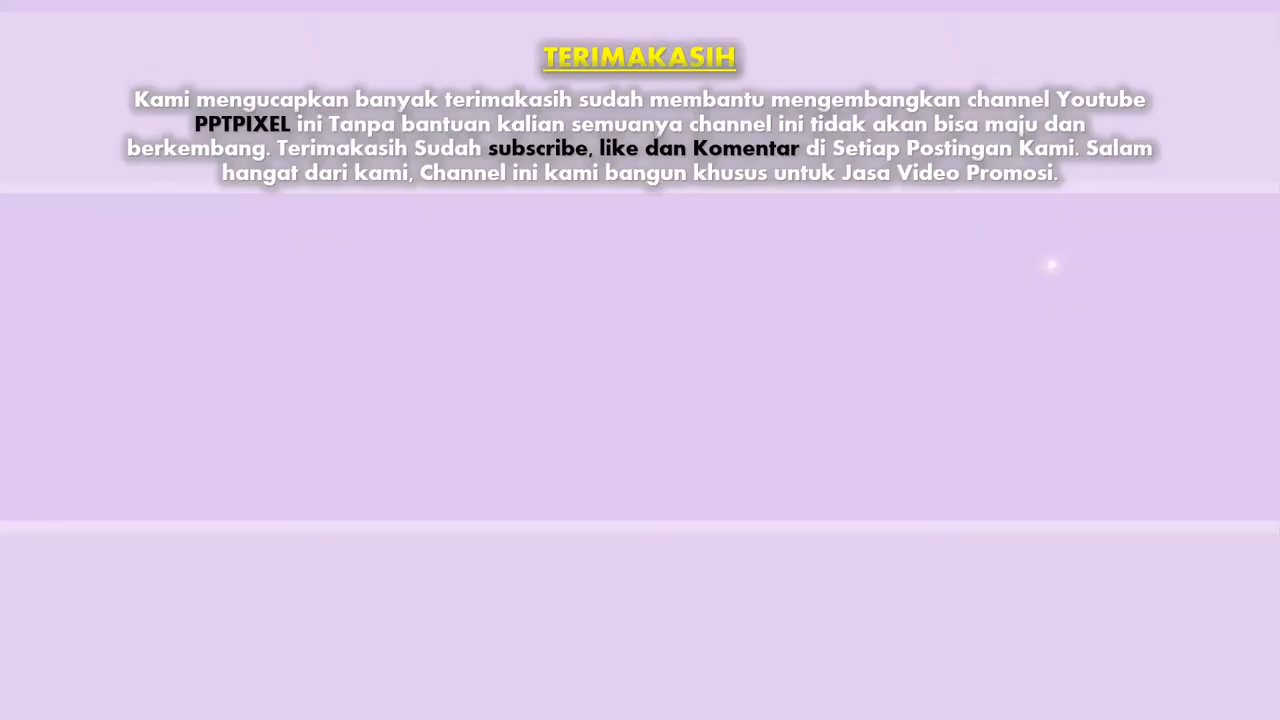 TERIMAKASIH
Kami mengucapkan banyak terimakasih sudah membantu mengembangkan channel Youtube
PPTPIXEL ini Tanpa bantuan kalian semuanya channel ini tidak akan bisa maju dan
berkembang. Terimakasih Sudah subscribe, like dan Komentar di Setiap Postingan Kami. Salam
hangat dari kami, Channel ini kami bangun khusus untuk Jasa Video Promosi.